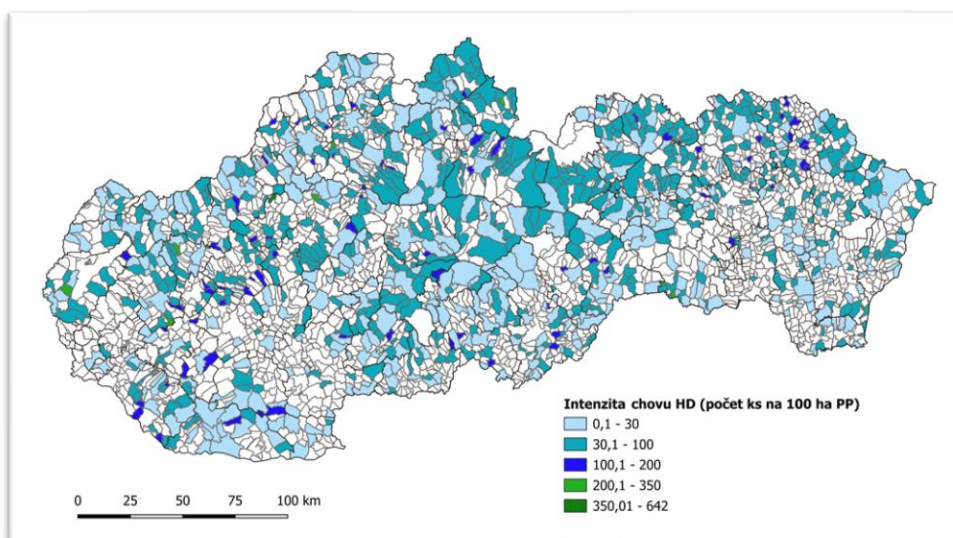 Intenzita chovu HD (počet ks na 100 ha PP)
0,1 - 30
30,1 - 100
100,1 - 200
200,1 - 350
350,01 - 642
0 25 50 75 100 km